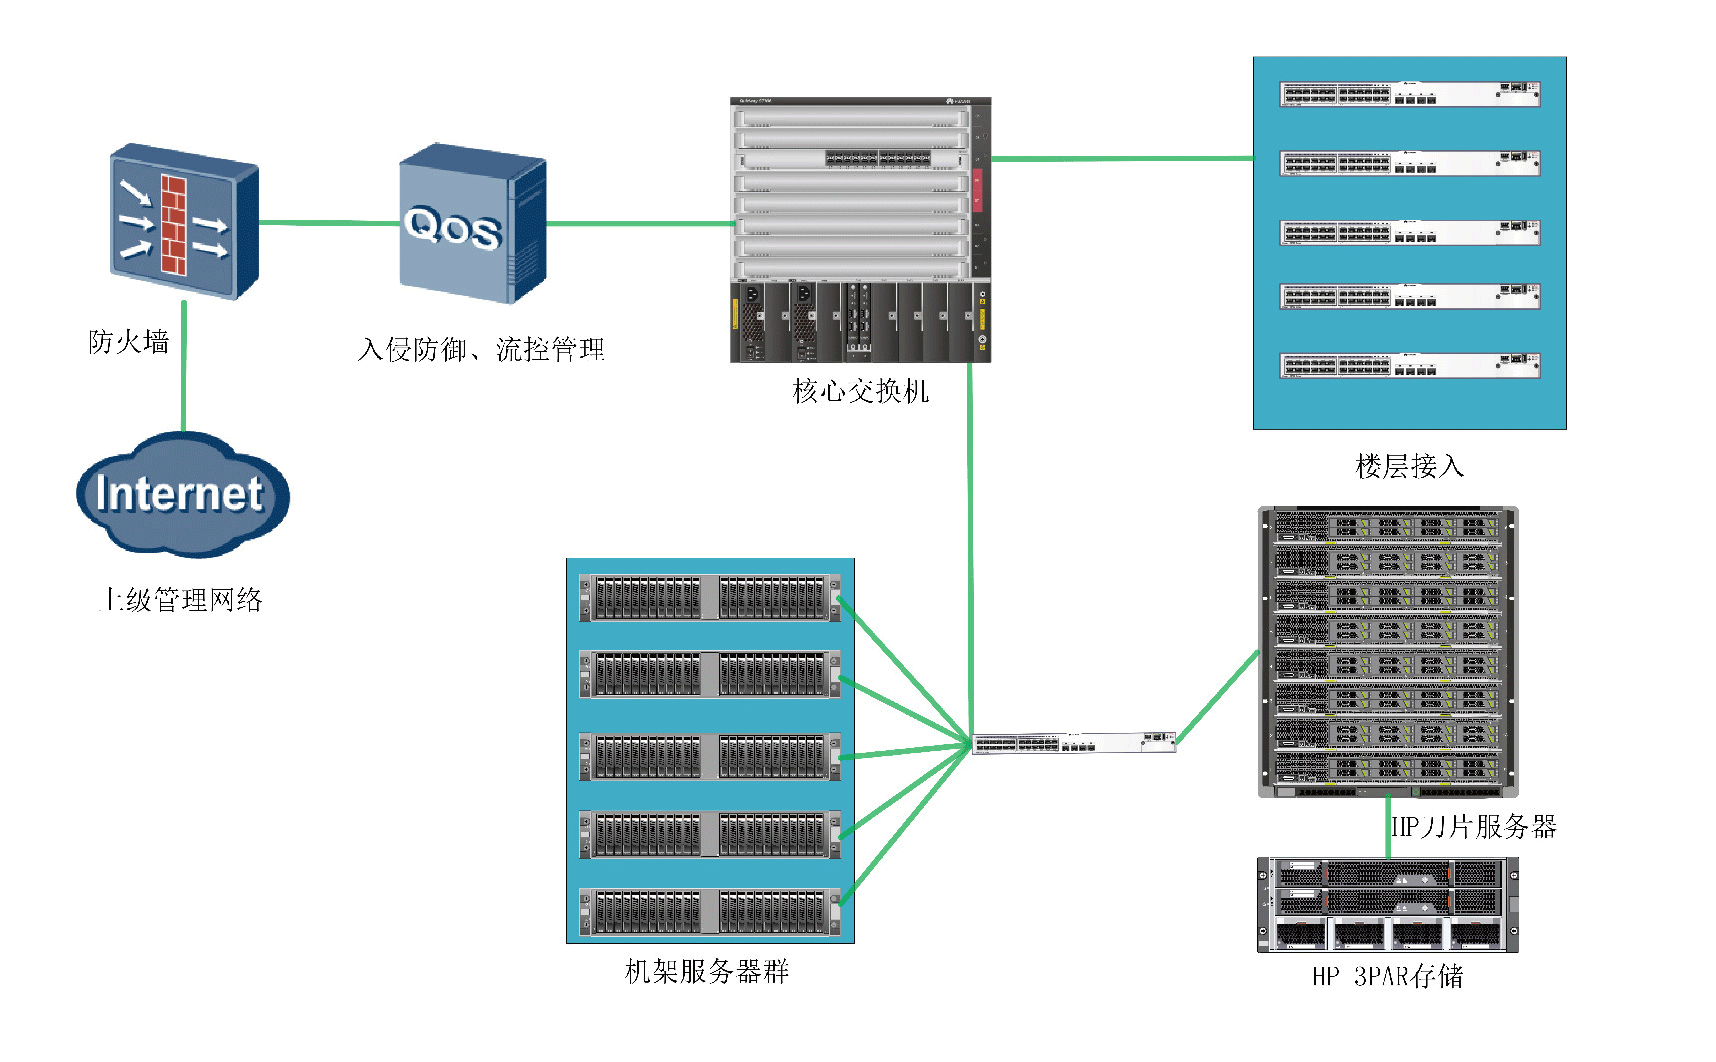 防火墙
QoS
入侵防御、流控管理
核心交换机
楼层接入
Internet
上级管理网络
机架服务器群
HP刀片服务器
HP 3PAR存储